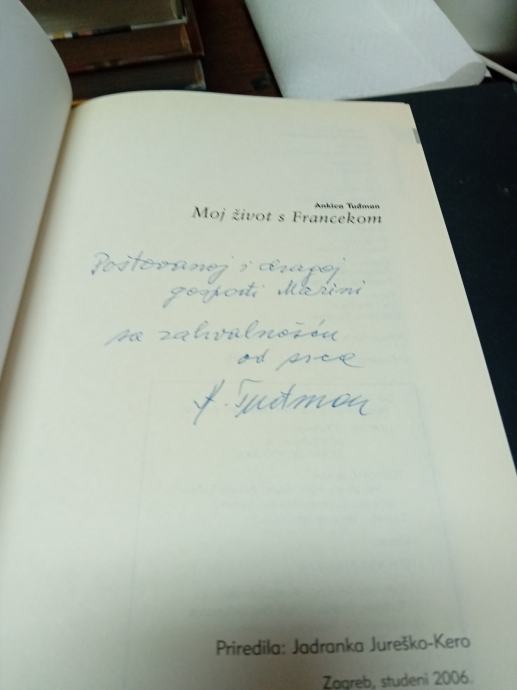 Ankica Tuđman
Moj život s Francekom
Poštovanoj i dragoj
gospođi Marini
sa zahvalnošću
od srca
A. Tuđman
Priredila: Jadranka Jureško-Kero
Zagreb, studeni 2006.